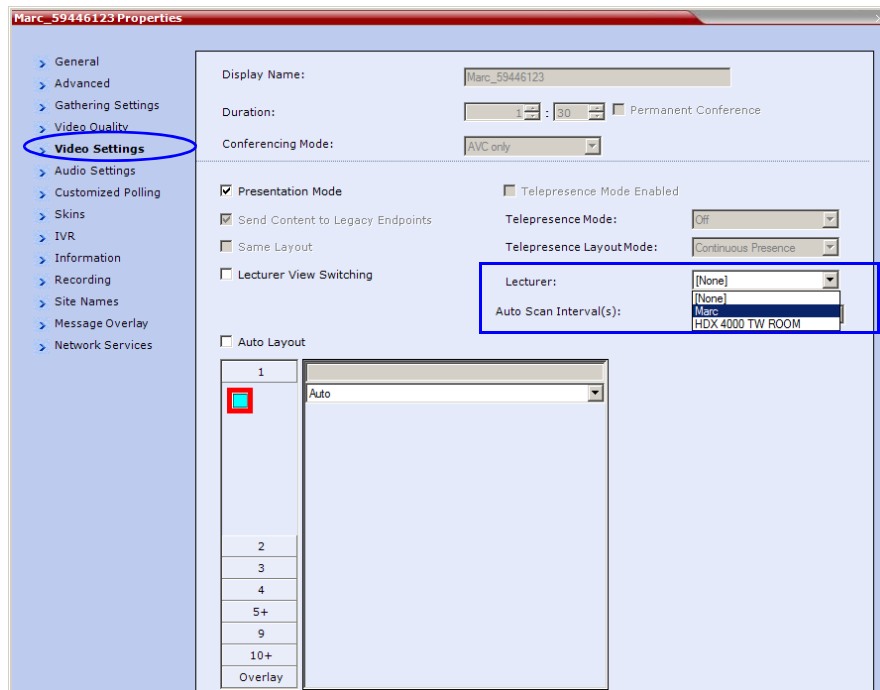 Marc_59446123 Properties
General
Advanced
Gathering Settings
Video Quality
Video Settings
Audio Settings
Customized Polling
Skins
IVR
Information
Recording
Site Names
Message Overlay
Network Services
Display Name:
Marc_59446123
Duration:
1 : 30
Permanent Conference
Conferencing Mode:
AVC only
Presentation Mode
Telepresence Mode Enabled
Send Content to Legacy Endpoints
Telepresence Mode:
Off
Same Layout
Telepresence Layout Mode:
Continuous Presence
Lecturer View Switching
Lecturer:
[None]
[None]
Marc
HDX 4000 TW ROOM
Auto Scan Interval(s):
Auto Layout
1
Auto
2
3
4
5+
9
10+
Overlay